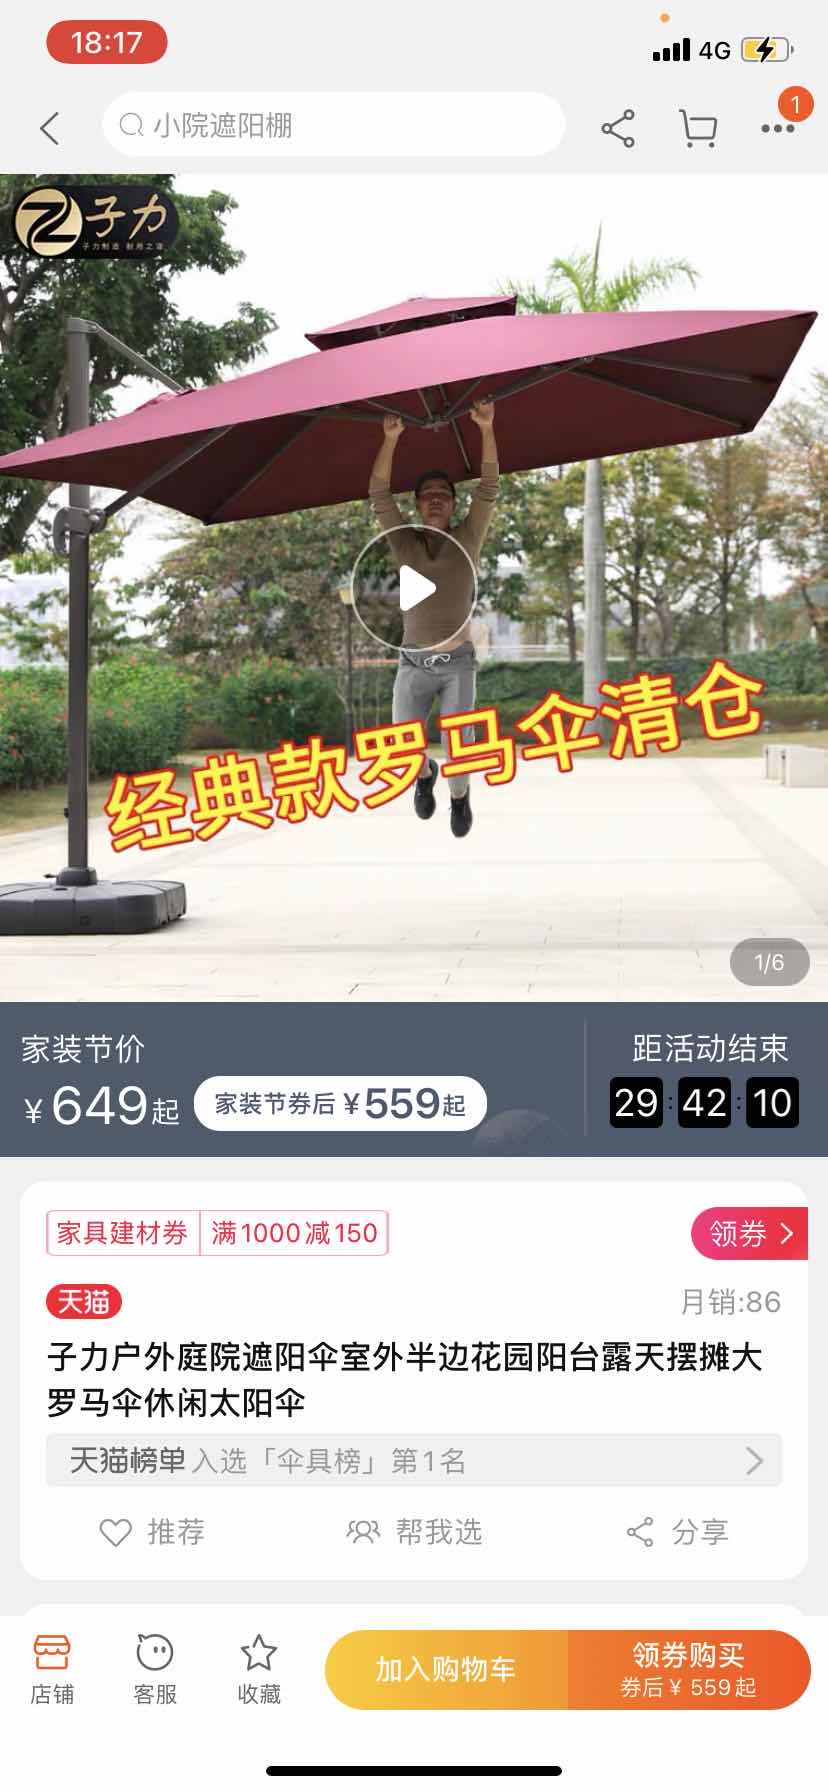 18:17
4G
小院遮阳棚
1
子力
子力制造 耐用之道
经典款罗马伞清仓
1/6
家装节价
距活动结束
¥649起
家装节券后¥559起
29:42:10
家具建材券 满1000减150
领券
天猫
月销:86
子力户外庭院遮阳伞室外半边花园阳台露天摆摊大
罗马伞休闲太阳伞
天猫榜单 入选「伞具榜」第1名
推荐
帮我选
分享
店铺
客服
收藏
加入购物车
领券购买
券后¥ 559起